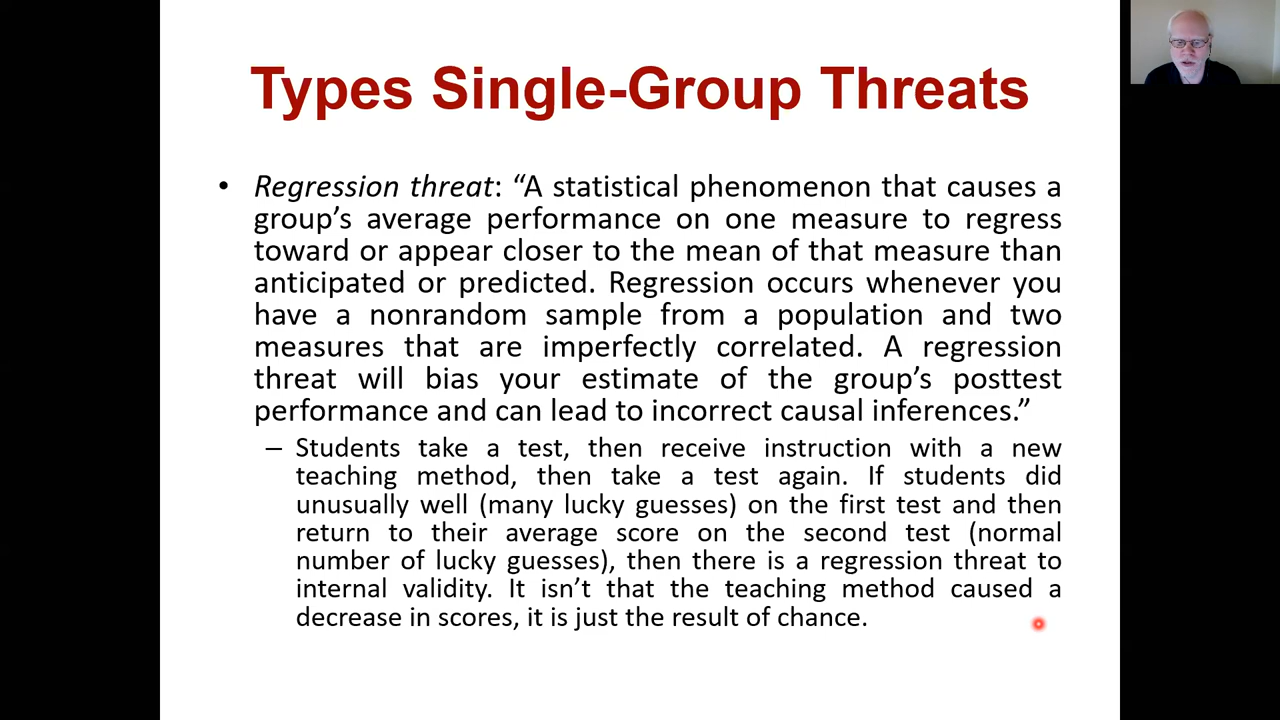 Types Single-Group Threats
• Regression threat: “A statistical phenomenon that causes a
group’s average performance on one measure to regress
toward or appear closer to the mean of that measure than
anticipated or predicted. Regression occurs whenever you
have a nonrandom sample from a population and two
measures that are imperfectly correlated. A regression
threat will bias your estimate of the group’s posttest
performance and can lead to incorrect causal inferences.”
– Students take a test, then receive instruction with a new
teaching method, then take a test again. If students did
unusually well (many lucky guesses) on the first test and then
return to their average score on the second test (normal
number of lucky guesses), then there is a regression threat to
internal validity. It isn’t that the teaching method caused a
decrease in scores, it is just the result of chance.